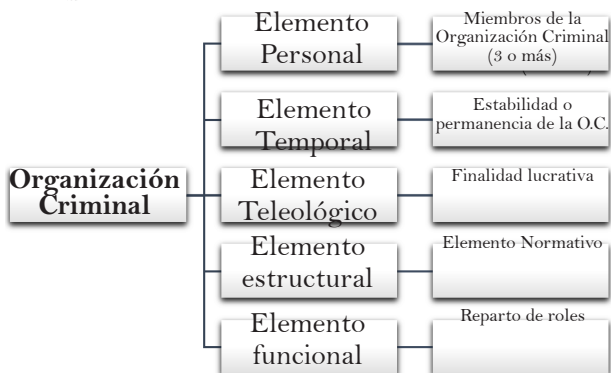 Elemento
Personal
Miembros de la
Organización Criminal
(3 o más)
Elemento
Temporal
Estabilidad o
permanencia de la O.C.
Organización
Criminal
Elemento
Teleológico
Finalidad lucrativa
Elemento
estructural
Elemento Normativo
Elemento
funcional
Reparto de roles